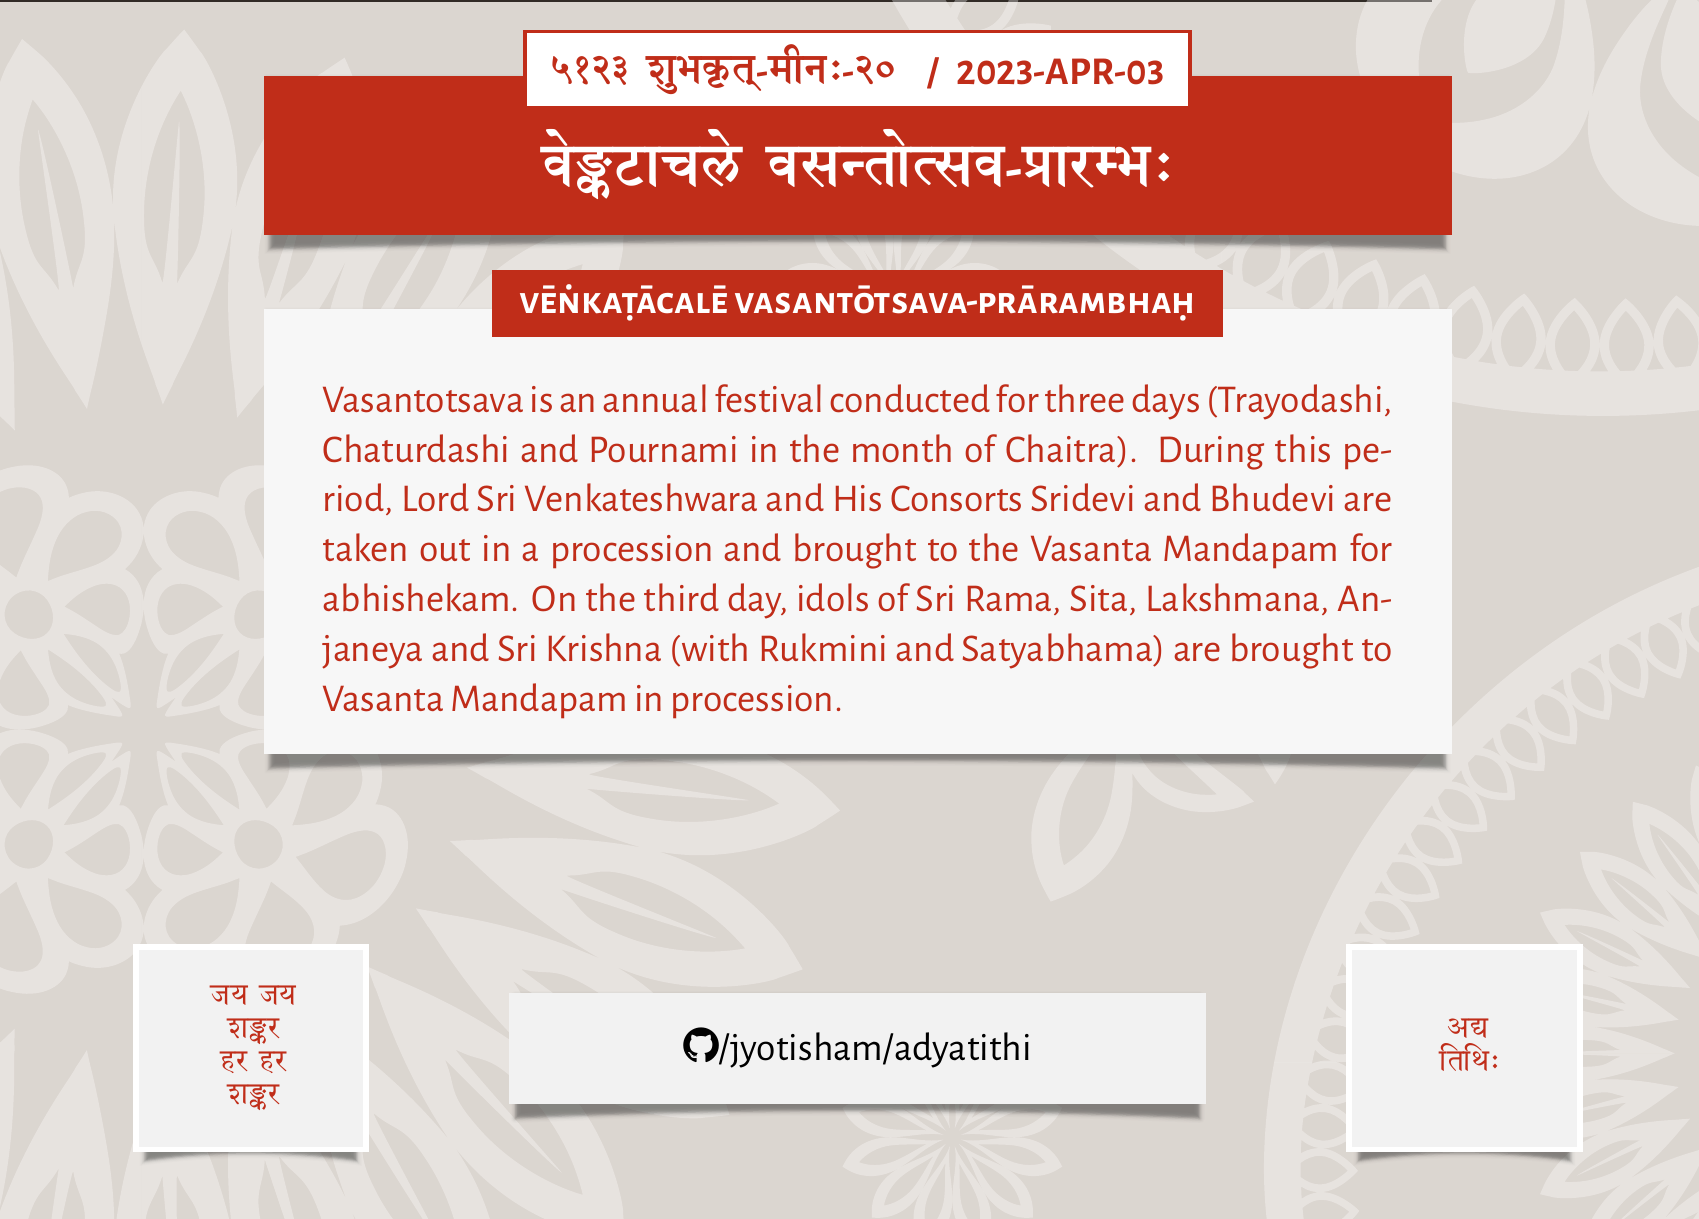 ५१२३ शुभकृत्-मीनः-२० / 2023-APR-03
वेङ्कटाचले वसन्तोत्सव-प्रारम्भः
VĒṄKAṬĀCALĒ VASANTŌTSAVA-PRĀRAMBHAḤ
Vasantotsava is an annual festival conducted for three days (Trayodashi,
Chaturdashi and Pournami in the month of Chaitra). During this pe-
riod, Lord Sri Venkateshwara and His Consorts Sridevi and Bhudevi are
taken out in a procession and brought to the Vasanta Mandapam for
abhishekam. On the third day, idols of Sri Rama, Sita, Lakshmana, An-
janeya and Sri Krishna (with Rukmini and Satyabhama) are brought to
Vasanta Mandapam in procession.
जय जय
शङ्कर
हर हर
शङ्कर
/jyotisham/adyatithi
अद्य
तिथिः